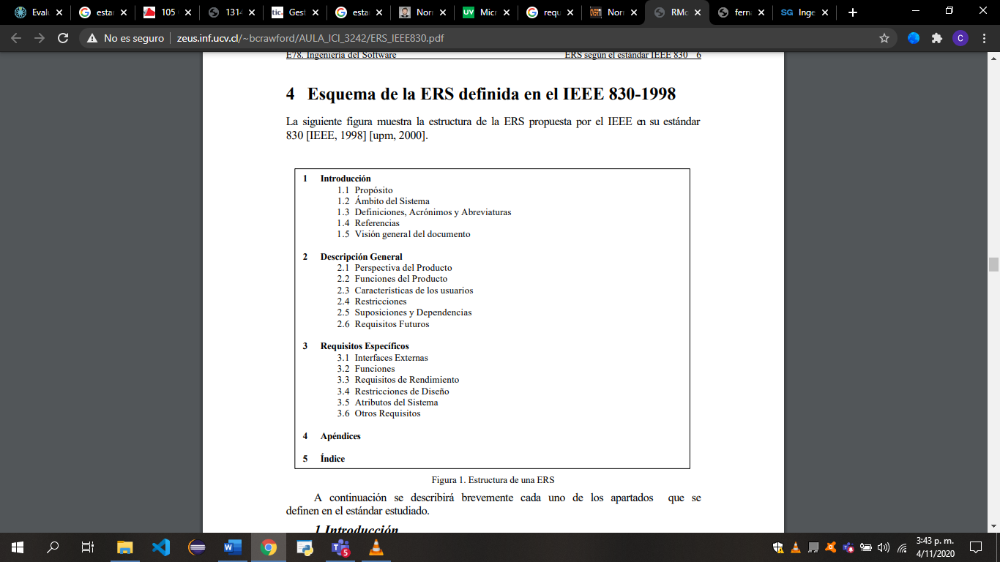 Evalu
esta
105
1314
Gest
esta
Norr
Micr
requ
Norr
RMc
ferna
Inge
No es seguro | zeus.inf.ucv.cl/~bcrawford/AULA_ICI_3242/ERS_IEEE830.pdf
E78. Ingeniería del Software ERS según el estándar IEEE 830 6
4 Esquema de la ERS definida en el IEEE 830-1998
La siguiente figura muestra la estructura de la ERS propuesta por el IEEE en su estándar
830 [IEEE, 1998] [upm, 2000].
1 Introducción
1.1 Propósito
1.2 Ámbito del Sistema
1.3 Definiciones, Acrónimos y Abreviaturas
1.4 Referencias
1.5 Visión general del documento
2 Descripción General
2.1 Perspectiva del Producto
2.2 Funciones del Producto
2.3 Características de los usuarios
2.4 Restricciones
2.5 Suposiciones y Dependencias
2.6 Requisitos Futuros
3 Requisitos Específicos
3.1 Interfaces Externas
3.2 Funciones
3.3 Requisitos de Rendimiento
3.4 Restricciones de Diseño
3.5 Atributos del Sistema
3.6 Otros Requisitos
4 Apéndices
5 Índice
Figura 1. Estructura de una ERS
A continuación se describirá brevemente cada uno de los apartados que se
definen en el estándar estudiado.
1 Introducción
3:43 p. m.
4/11/2020